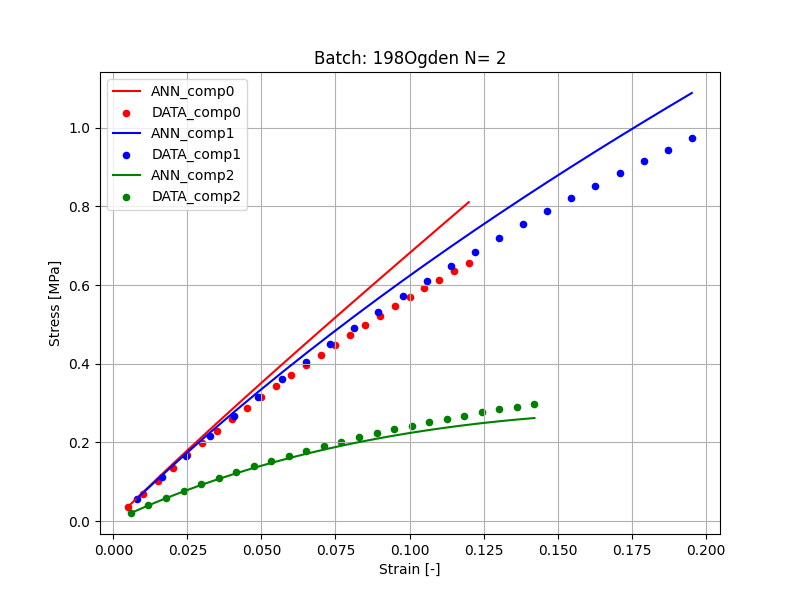 Batch: 198Ogden N= 2
ANN_comp0
DATA_comp0
ANN_comp1
DATA_comp1
ANN_comp2
DATA_comp2
Stress [MPa]
1.0
0.8
0.6
0.4
0.2
0.0
0.000 0.025 0.050 0.075 0.100 0.125 0.150 0.175 0.200
Strain [-]